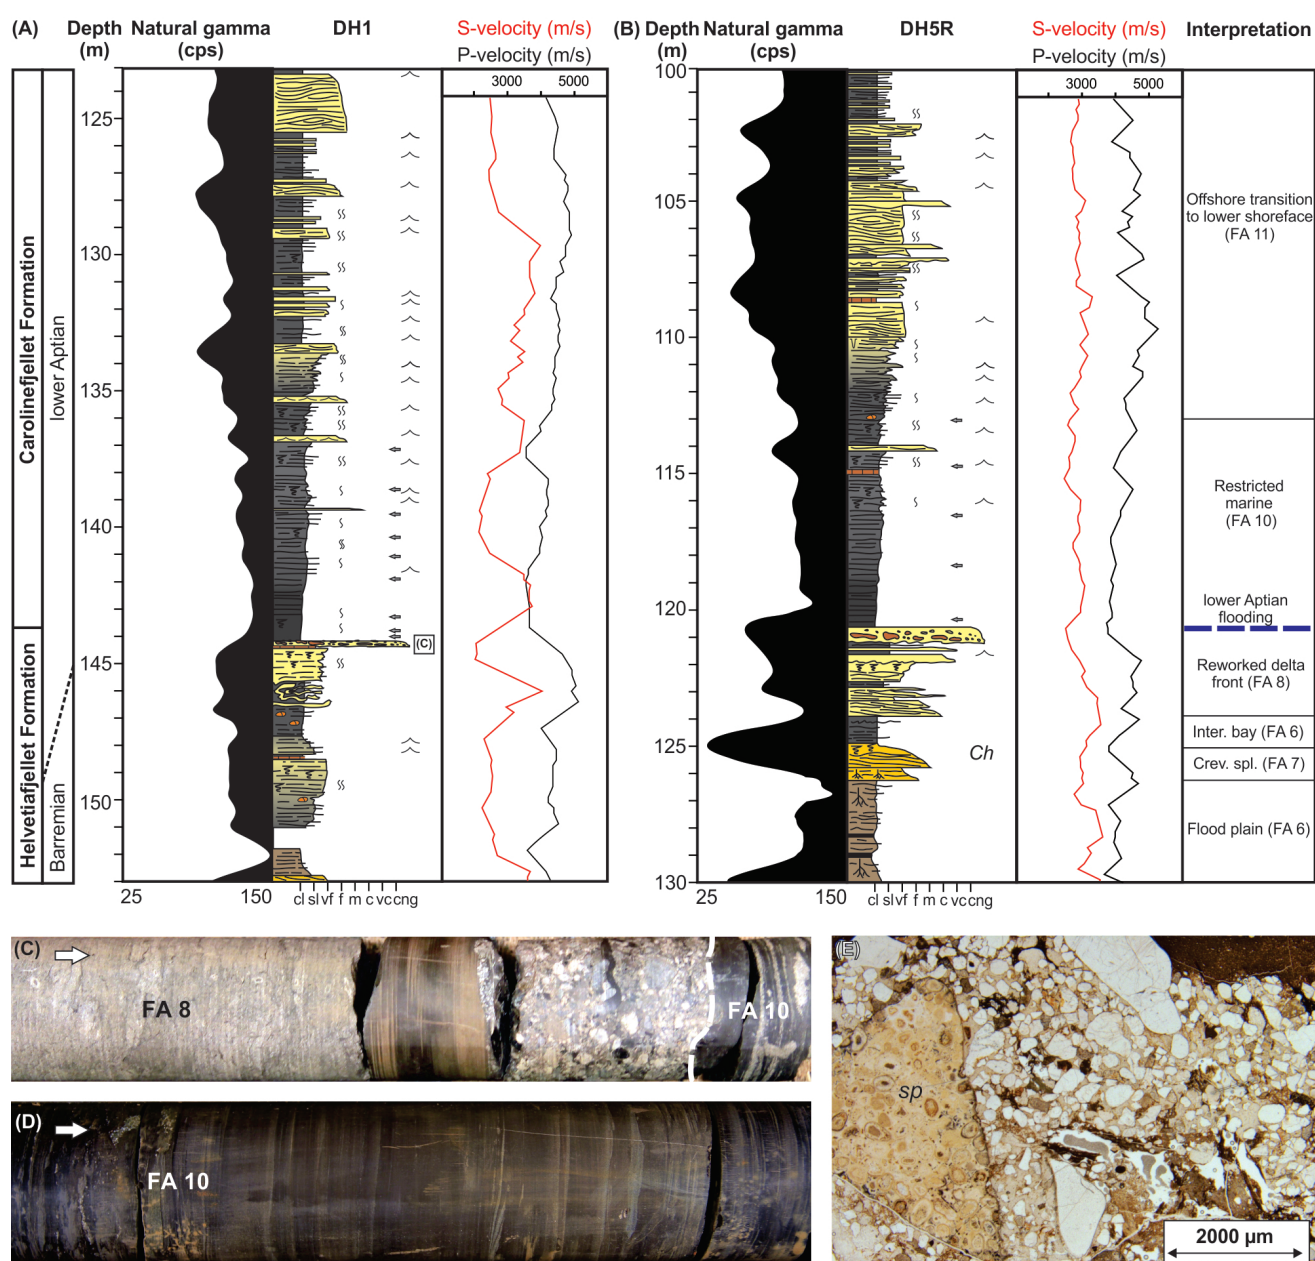 (A)
Depth
(m)
Natural gamma
(cps)
DH1
S-velocity (m/s)
P-velocity (m/s)
3000
5000
Carolinefjellet Formation
Helvetiafjellet Formation
lower Aptian
Barremian
125
130
135
140
145
150
25
150
cl sl vf f m c vc cng
(C)
(B)
Depth
(m)
Natural gamma
(cps)
DH5R
S-velocity (m/s)
P-velocity (m/s)
3000
5000
Interpretation
100
105
110
115
120
125
130
25
150
cl sl vf f m c vc cng
Ch
Offshore transition
to lower shoreface
(FA 11)
Restricted
marine
(FA 10)
lower Aptian
flooding
Reworked delta
front (FA 8)
Inter. bay (FA 6)
Crev. spl. (FA 7)
Flood plain (FA 6)
(C)
FA 8
FA 10
(D)
FA 10
(E)
sp
2000 µm